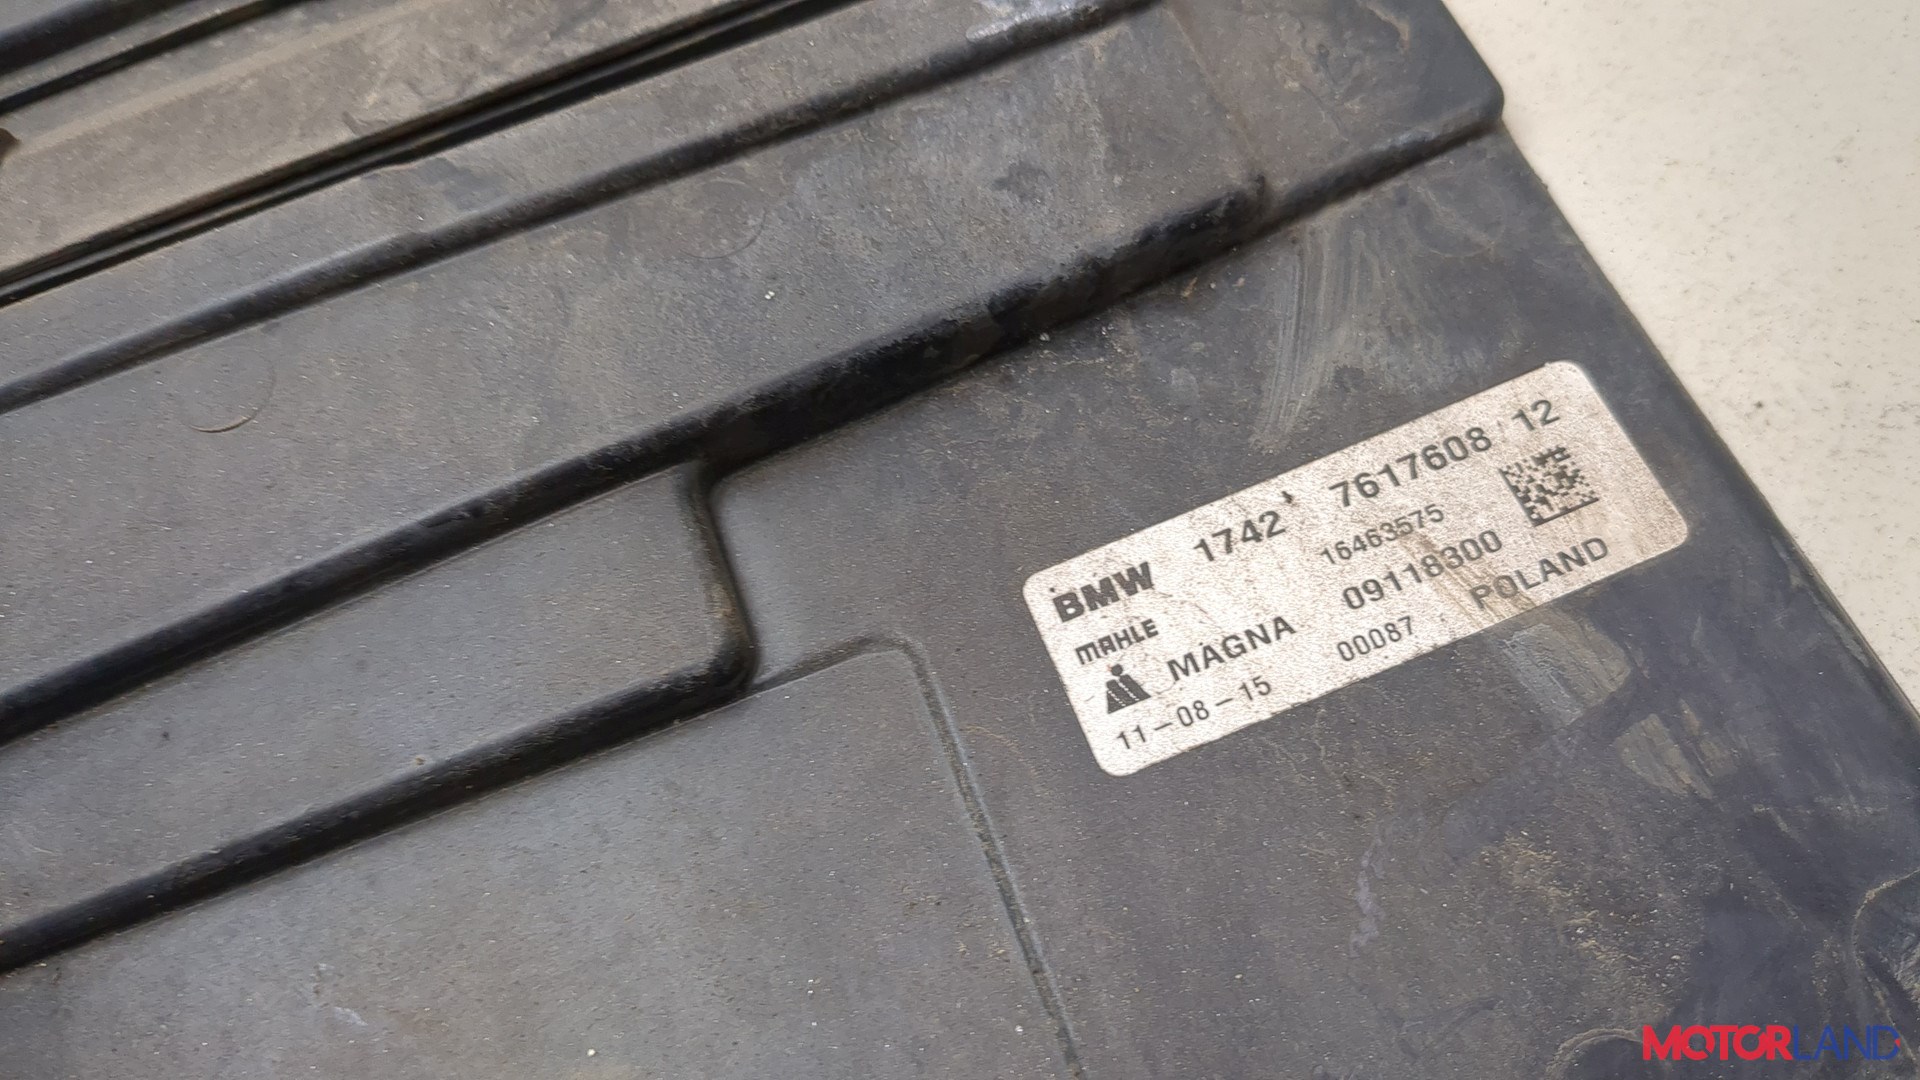 BMW 1742 7617608 12
MAHLE 16463575
MAGNA 09118300
11-08-15 00087 POLAND
MOTORLAND